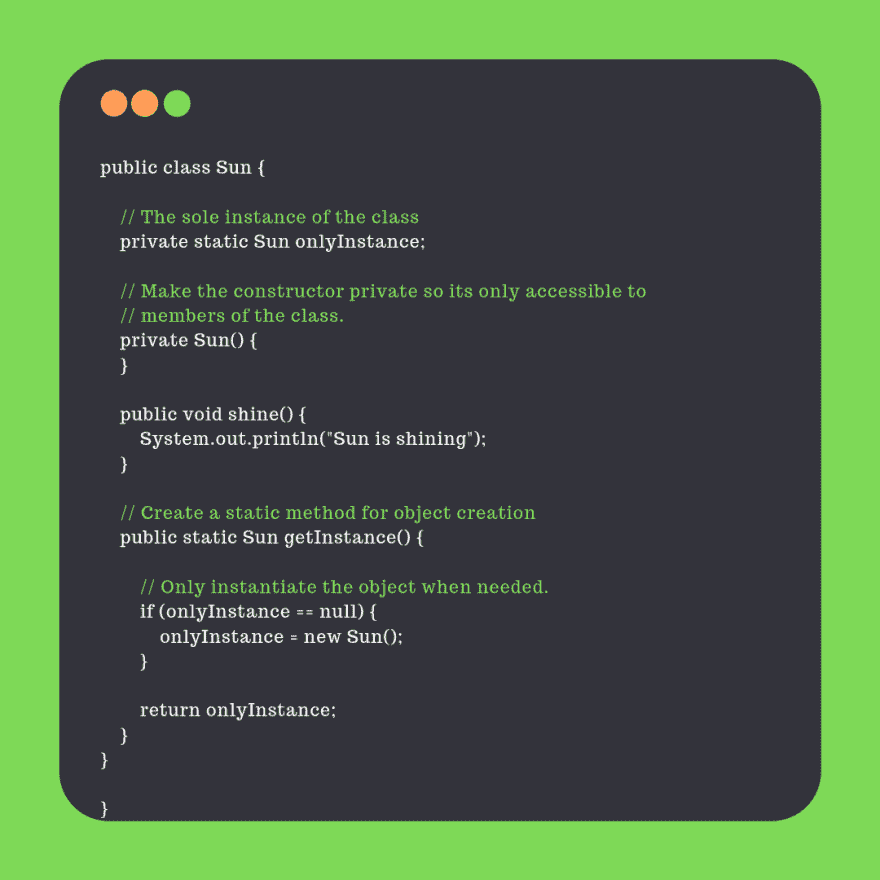 public class Sun {
// The sole instance of the class
private static Sun onlyInstance;
// Make the constructor private so its only accessible to
// members of the class.
private Sun() {
}
public void shine() {
System.out.println("Sun is shining");
}
// Create a static method for object creation
public static Sun getInstance() {
// Only instantiate the object when needed.
if (onlyInstance == null) {
onlyInstance = new Sun();
}
return onlyInstance;
}
}
}